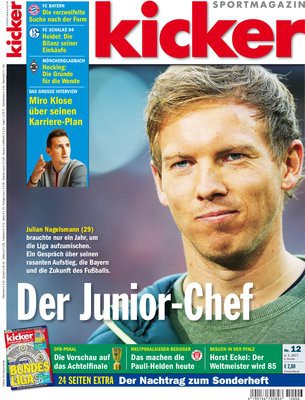 SPORTMAGAZIN
kicker
kicker
FC BAYERN
Die verzweifelte
Suche nach der Form
FC SCHALKE 04
Heidel: Die
Bilanz seiner
Einkäufe
MÖNCHENGLADBACH
Hecking:
Die Gründe
für die Wende
DAS GROSSE INTERVIEW
Miro Klose
über seinen
Karriere-Plan
Julian Nagelsmann (29)
brauchte nur ein Jahr, um
die Liga aufzumischen.
Ein Gespräch über seinen
rasanten Aufstieg, die Bayern
und die Zukunft des Fußballs.
Der Junior-Chef
kicker
BUNDES
LIGA
DFB-POKAL
Die Vorschau auf
das Achtelfinale
WELTPOKALSIEGER-BESIEGER
Das machen die
Pauli-Helden heute
BESUCH IN DER PFALZ
Horst Eckel: Der
Weltmeister wird 85
Nr. 12
€ 2,00
24 SEITEN EXTRA Der Nachtrag zum Sonderheft